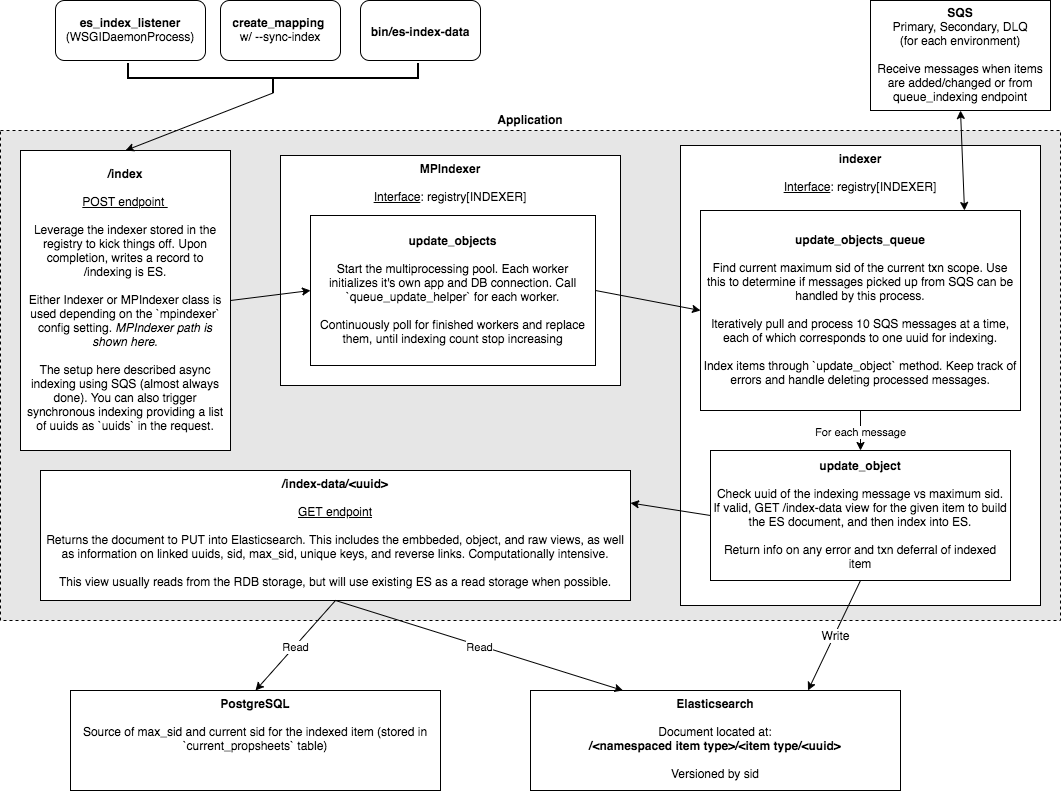 es_index_listener
(WSGIDaemonProcess)
create_mapping
w/ --sync-index
bin/es-index-data
SQS
Primary, Secondary, DLQ
(for each environment)
Receive messages when items
are added/changed or from
queue_indexing endpoint
Application
/index
POST endpoint
Leverage the indexer stored in the
registry to kick things off. Upon
completion, writes a record to
/indexing is ES.
Either Indexer or MPIndexer class is
used depending on the `mpindexer`
config setting. MPIndexer path is
shown here.
The setup here described async
indexing using SQS (almost always
done). You can also trigger
synchronous indexing providing a list
of uuids as `uuids` in the request.
MPIndexer
Interface: registry[INDEXER]
update_objects
Start the multiprocessing pool. Each worker
initializes it's own app and DB connection. Call
`queue_update_helper` for each worker.
Continuously poll for finished workers and replace
them, until indexing count stop increasing
indexer
Interface: registry[INDEXER]
update_objects_queue
Find current maximum sid of the current txn scope. Use
this to determine if messages picked up from SQS can be
handled by this process.
Iteratively pull and process 10 SQS messages at a time,
each of which corresponds to one uuid for indexing.
Index items through `update_object` method. Keep track of
errors and handle deleting processed messages.
For each message
update_object
Check uuid of the indexing message vs maximum sid.
If valid, GET /index-data view for the given item to build
the ES document, and then index into ES.
Return info on any error and txn deferral of indexed
item
/index-data/<uuid>
GET endpoint
Returns the document to PUT into Elasticsearch. This includes the embbeded, object, and raw views, as well
as information on linked uuids, sid, max_sid, unique keys, and reverse links. Computationally intensive.
This view usually reads from the RDB storage, but will use existing ES as a read storage when possible.
Read
Read
Write
PostgreSQL
Source of max_sid and current sid for the indexed item (stored in
`current_propsheets` table)
Elasticsearch
Document located at:
/<namespaced item type>/<item type/<uuid>
Versioned by sid